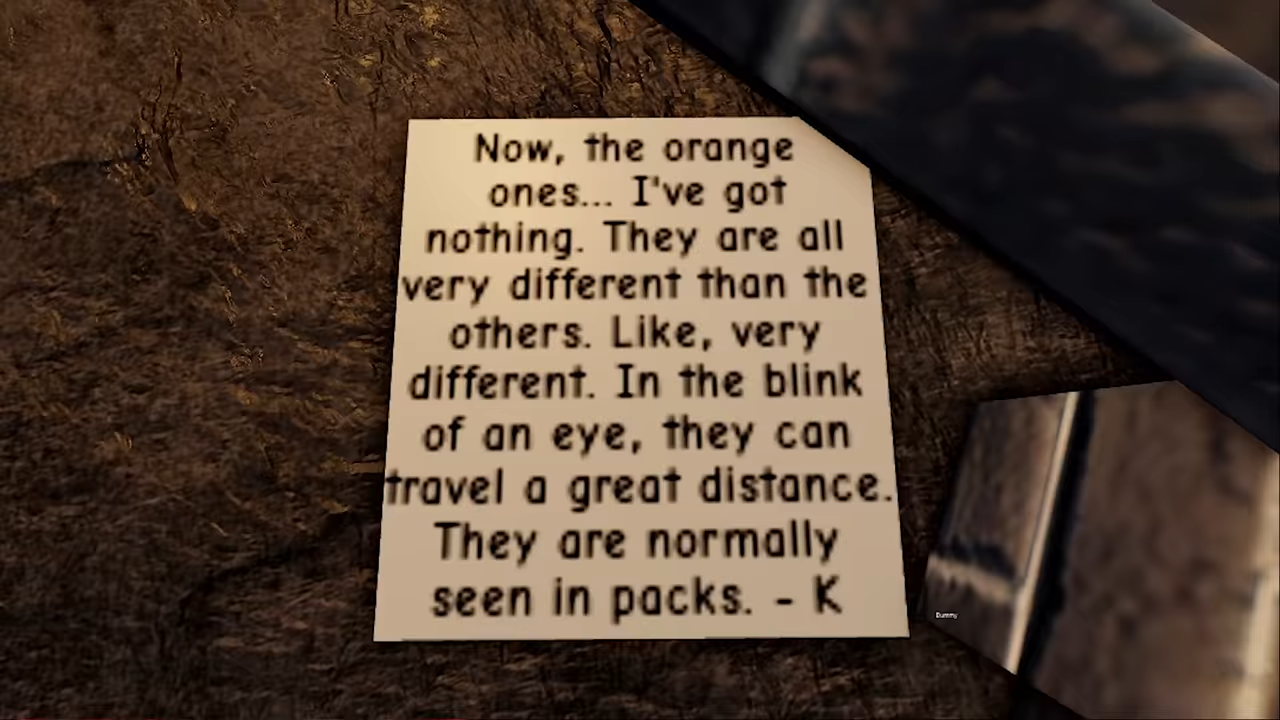 Now, the orange
ones... I've got
nothing. They are all
very different than the
others. Like, very
different. In the blink
of an eye, they can
travel a great distance.
They are normally
seen in packs. - K
Dummy